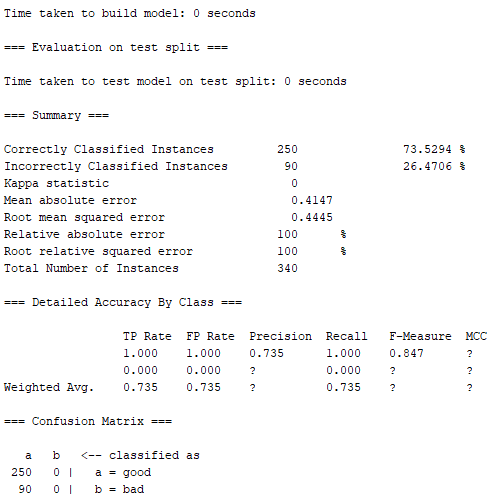 Time taken to build model: 0 seconds
=== Evaluation on test split ===
Time taken to test model on test split: 0 seconds
=== Summary ===
Correctly Classified Instances 250 73.5294 %
Incorrectly Classified Instances 90 26.4706 %
Kappa statistic 0
Mean absolute error 0.4147
Root mean squared error 0.4445
Relative absolute error 100 %
Root relative squared error 100 %
Total Number of Instances 340
=== Detailed Accuracy By Class ===
TP Rate FP Rate Precision Recall F-Measure MCC
1.000 1.000 0.735 1.000 0.847 ?
0.000 0.000 ? 0.000 ? ?
Weighted Avg. 0.735 0.735 ? 0.735 ? ?
=== Confusion Matrix ===
a b <-- classified as
250 0 | a = good
90 0 | b = bad